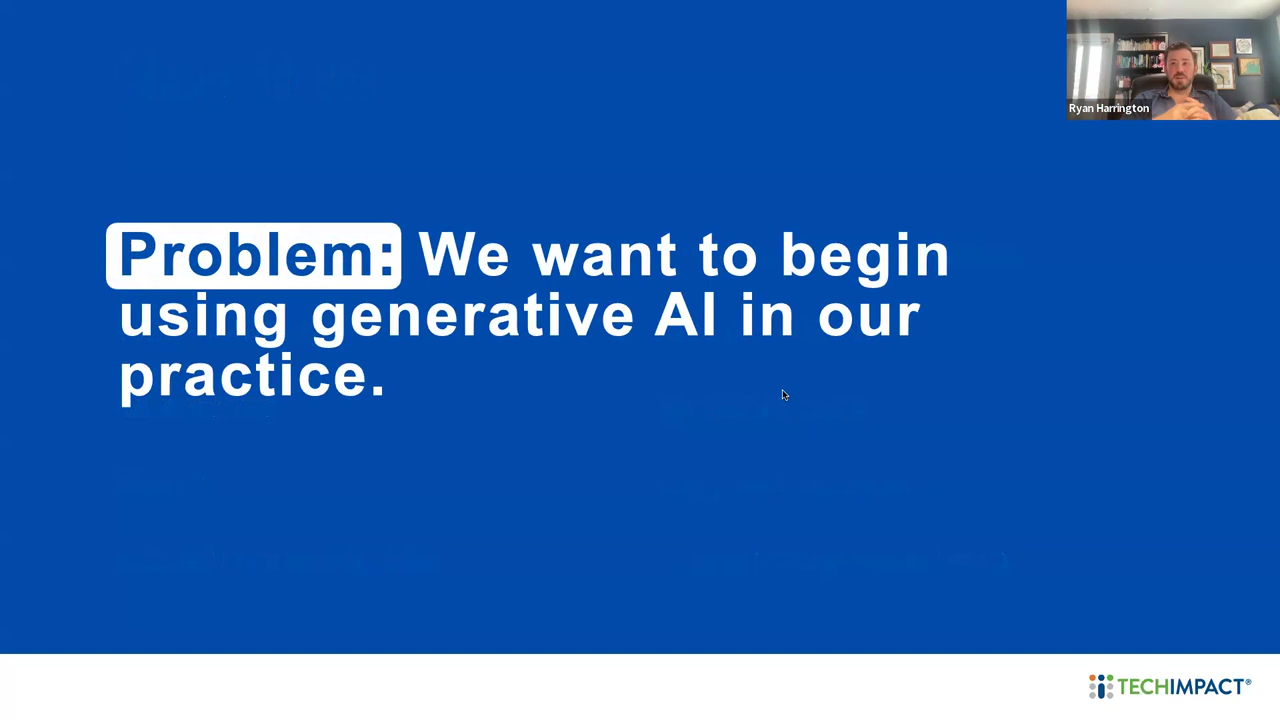 Ryan Harrington
Problem: We want to begin
using generative AI in our
practice.
TECHIMPACT®